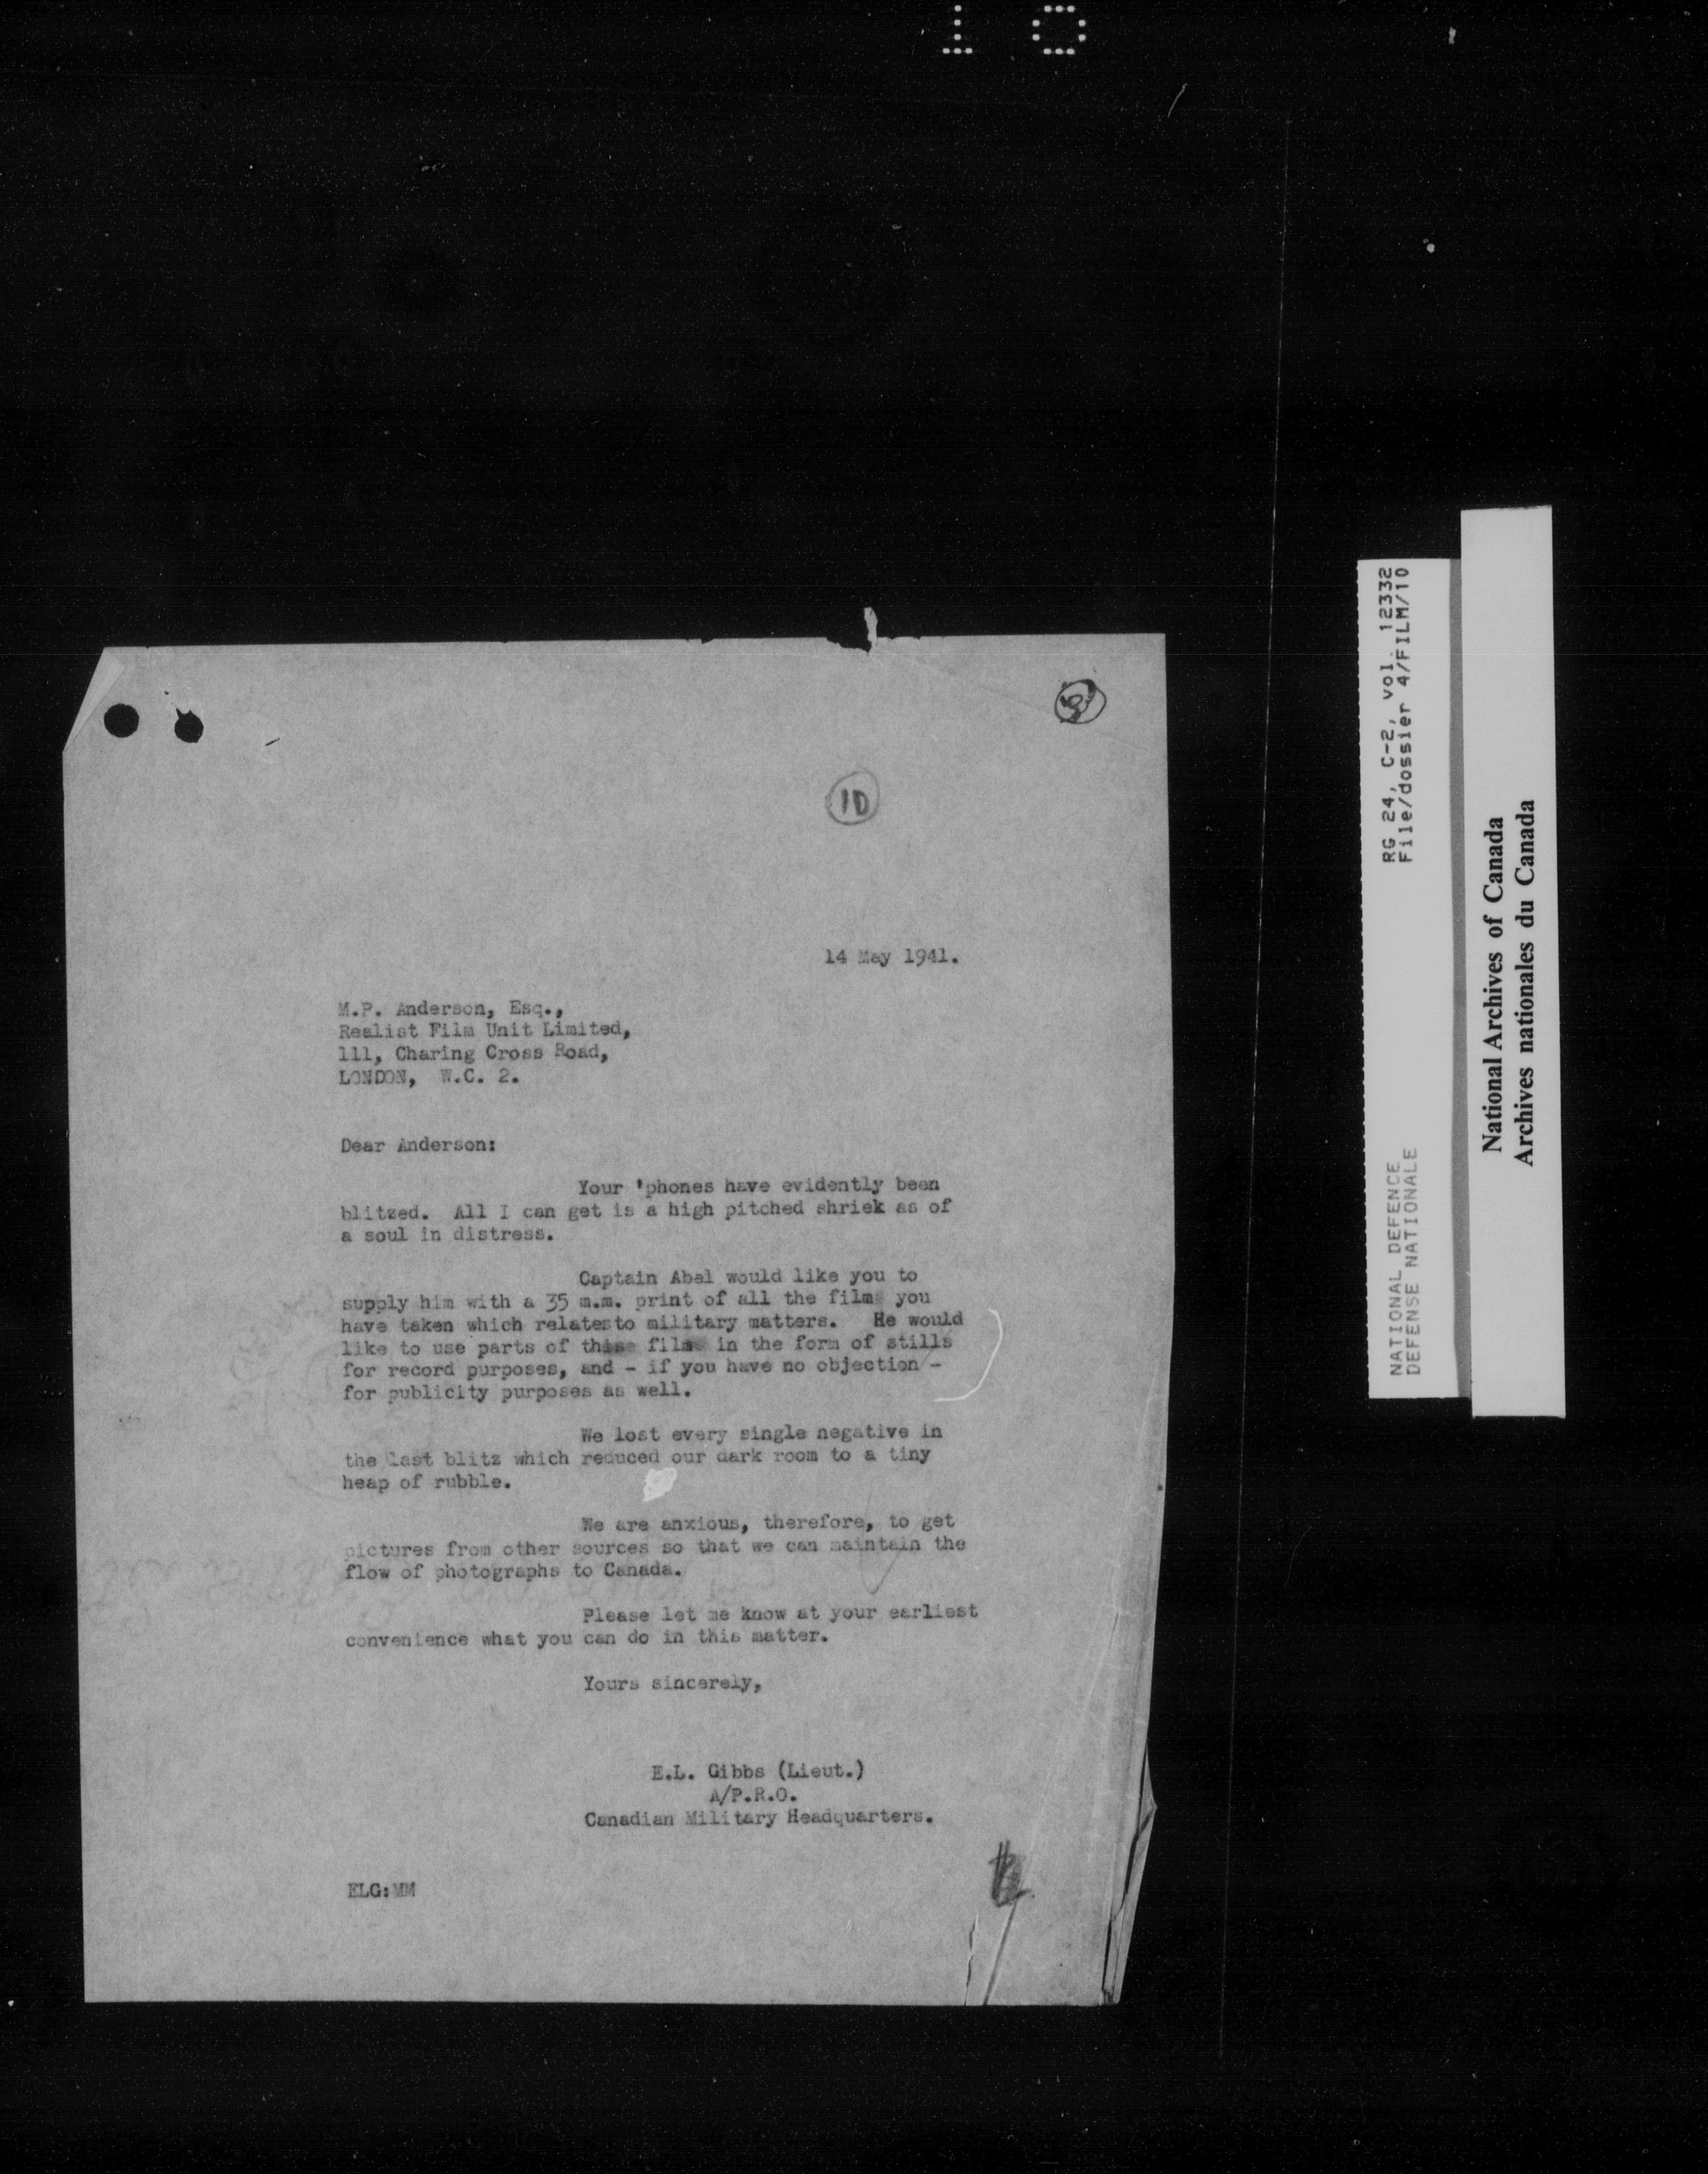 10
1D
14 May 1941.
M.P. Anderson, Esq.,
Realist Film Unit Limited,
111, Charing Cross Road,
LONDON, W.C. 2.
Dear Anderson:
Your 'phones have evidently been
blitzed. All I can get is a high pitched shriek as of
a soul in distress.
Captain Abel would like you to
supply him with a 35 m.m. print of all the film you
have taken which relates to military matters. He would
like to use parts of this film in the form of stills
for record purposes, and - if you have no objection -
for publicity purposes as well.
We lost every single negative in
the last blitz which reduced our dark room to a tiny
heap of rubble.
We are anxious, therefore, to get
pictures from other sources so that we can maintain the
flow of photographs to Canada.
Please let me know at your earliest
convenience what you can do in this matter.
Yours sincerely,
E.L. Gibbs (Lieut.)
A/P.R.O.
Canadian Military Headquarters.
ELG:MM
NATIONAL DEFENCE RG 24, C-2, vol. 12332
DEFENSE NATIONALE File/dossier 4/FILM/10
National Archives of Canada
Archives nationales du Canada